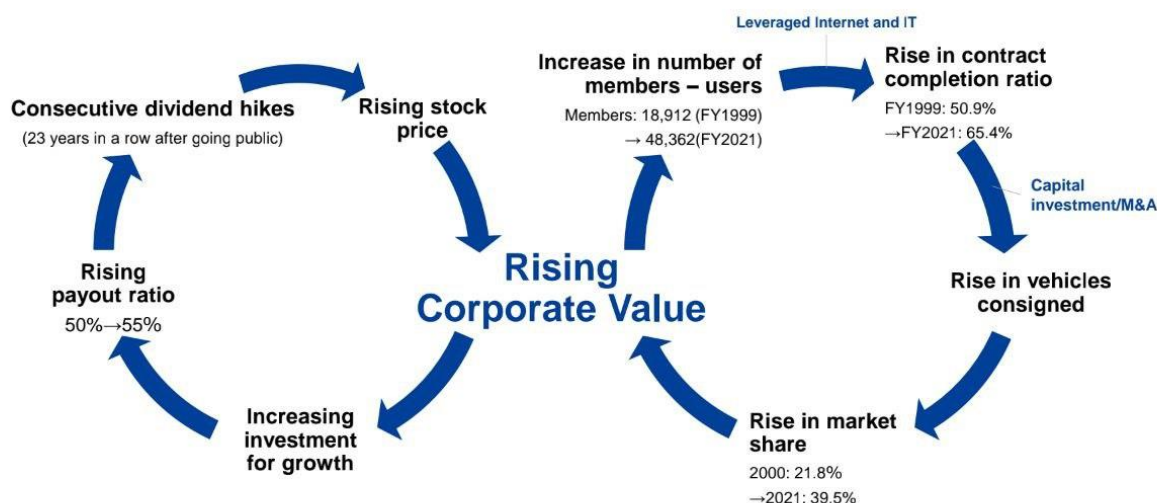 Consecutive dividend hikes
(23 years in a row after going public)
Rising stock
price
Rising
payout ratio
50%→55%
Increasing
investment
for growth
Rising
Corporate Value
Leveraged Internet and IT
Increase in number
of members – users
Members: 18,912 (FY1999)
→ 48,362(FY2021)
Rise in contract
completion ratio
FY1999: 50.9%
→FY2021: 65.4%
Capital
investment/M&A
Rise in vehicles
consigned
Rise in market
share
2000: 21.8%
→2021: 39.5%